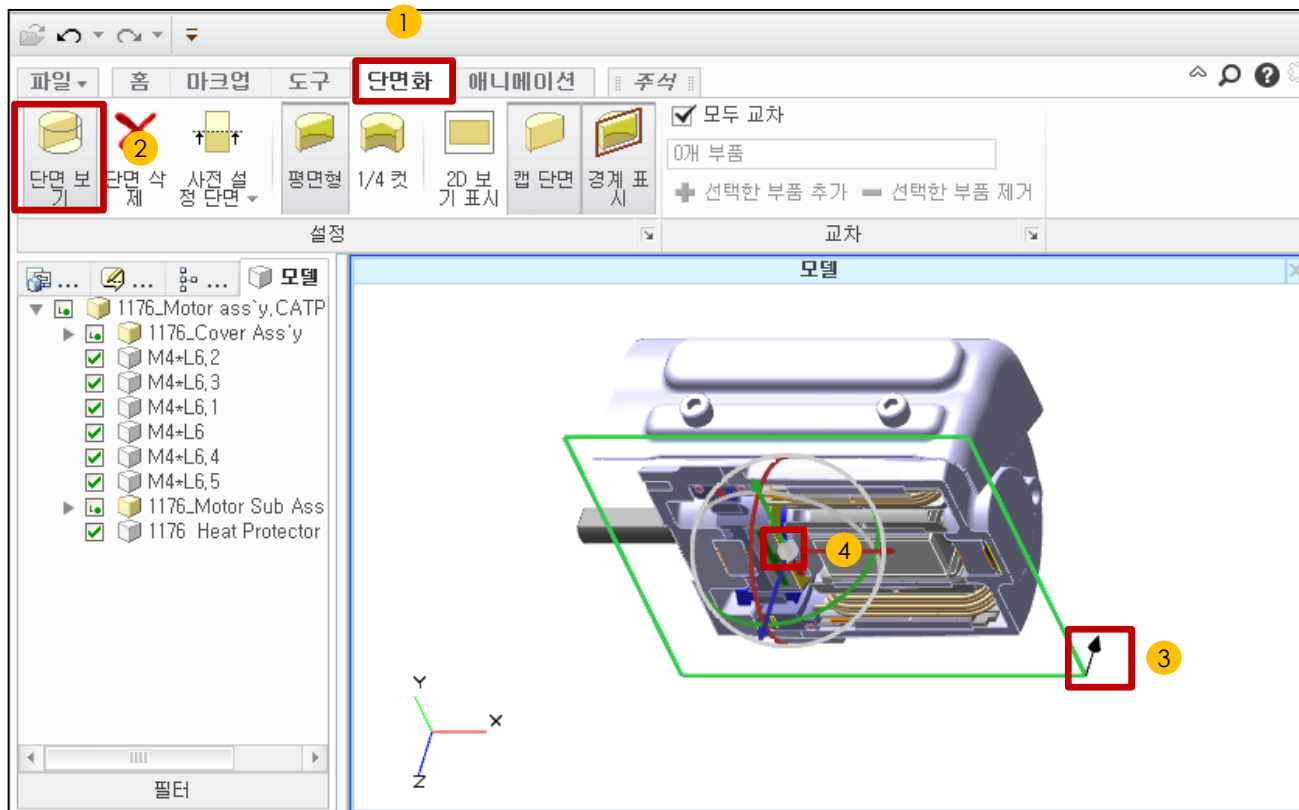 1
파일
홈
마크업
도구
단면화
애니메이션
주석
단면 보기
2
단면 삭제
사전 설정 단면
평면형
1/4 컷
2D 보기 표시
캡 단면
경계 표시
모두 교차
0개 부품
선택한 부품 추가
선택한 부품 제거
설정
교차
...
...
...
모델
모델
1176_Motor ass`y,CATP
1176_Cover Ass`y
M4*L6,2
M4*L6,3
M4*L6,1
M4*L6
M4*L6,4
M4*L6,5
1176_Motor Sub Ass
1176 Heat Protector
4
3
Y
X
Z
필터